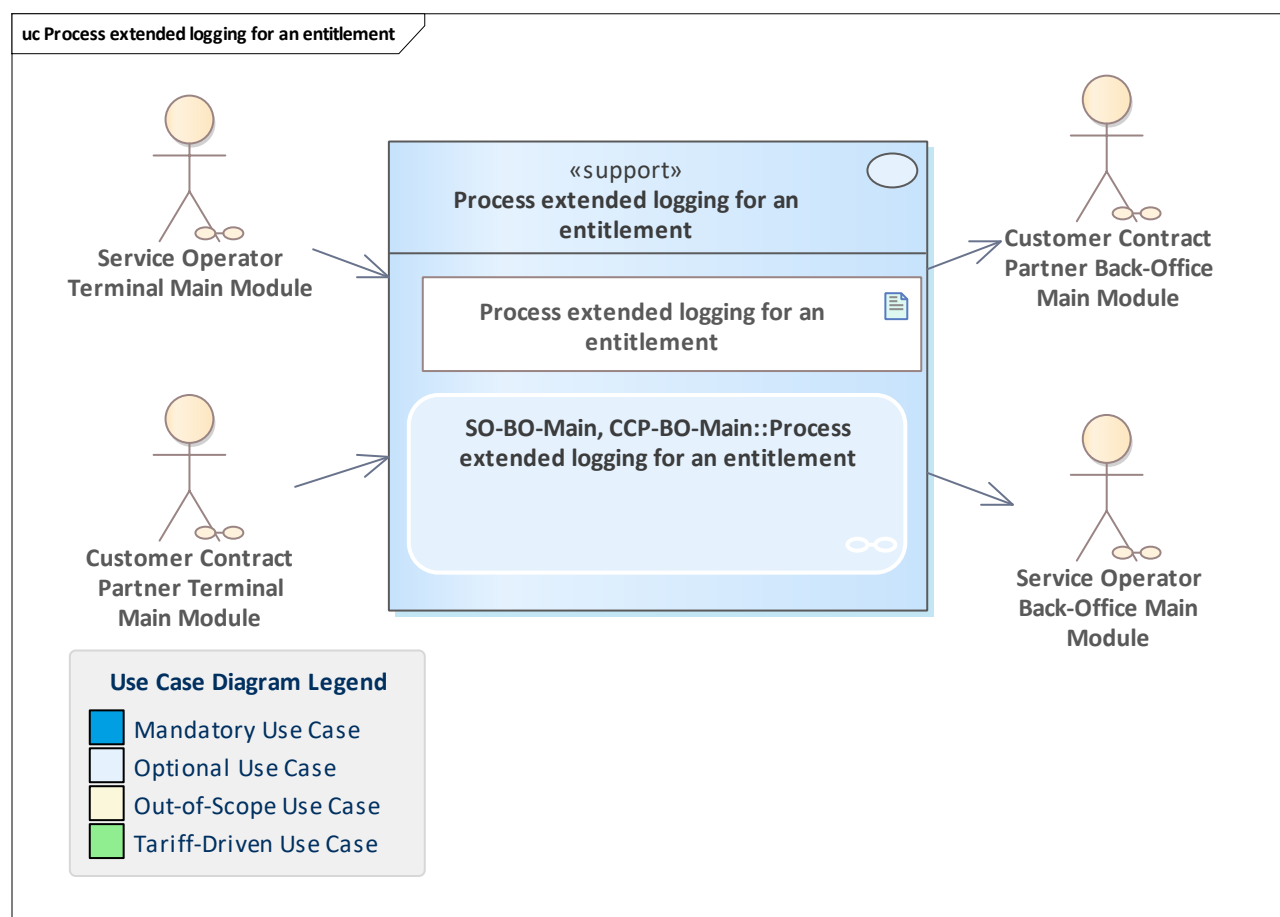 uc Process extended logging for an entitlement
Service Operator
Terminal Main Module
Customer Contract
Partner Terminal
Main Module
«support»
Process extended logging for an
entitlement
Process extended logging for an
entitlement
SO-BO-Main, CCP-BO-Main::Process
extended logging for an entitlement
Customer Contract
Partner Back-Office
Main Module
Service Operator
Back-Office Main
Module
Use Case Diagram Legend
Mandatory Use Case
Optional Use Case
Out-of-Scope Use Case
Tariff-Driven Use Case